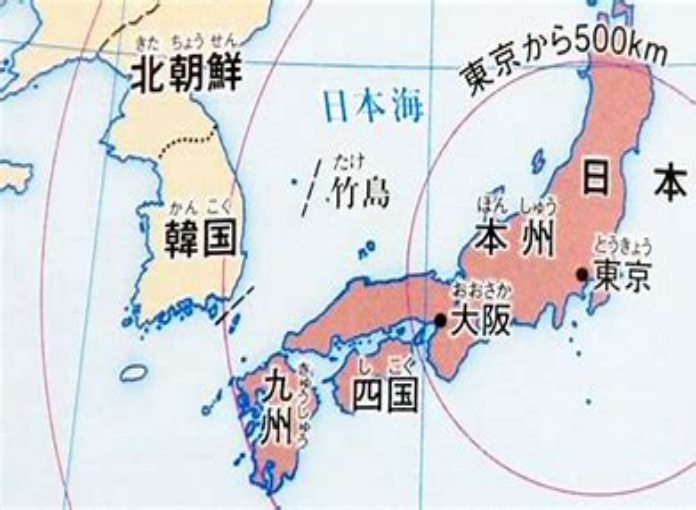 きた ちょう せん
北朝鮮
東京から500km
日本海
たけ
竹島
日本
かん こく
韓国
ほん しゅう
本州
とうきょう
東京
おおさか
大阪
きゅうしゅう
九州
し こく
四国